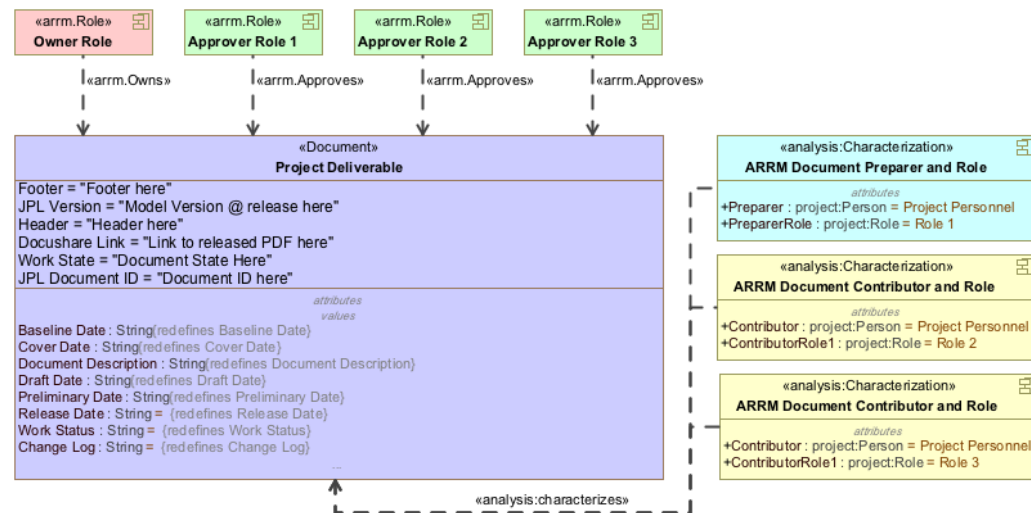 «arrm.Role»
Owner Role
«arrm.Role»
Approver Role 1
«arrm.Role»
Approver Role 2
«arrm.Role»
Approver Role 3
«arrm.Owns»
«arrm.Approves»
«arrm.Approves»
«arrm.Approves»
«Document»
Project Deliverable
Footer = "Footer here"
JPL Version = "Model Version @ release here"
Header = "Header here"
Docushare Link = "Link to released PDF here"
Work State = "Document State Here"
JPL Document ID = "Document ID here"
attributes
values
Baseline Date : String{redefines Baseline Date}
Cover Date : String{redefines Cover Date}
Document Description : String{redefines Document Description}
Draft Date : String{redefines Draft Date}
Preliminary Date : String{redefines Preliminary Date}
Release Date : String = {redefines Release Date}
Work Status : String = {redefines Work Status}
Change Log : String = {redefines Change Log}
...
«analysis:Characterization»
ARRM Document Preparer and Role
attributes
+Preparer : project:Person = Project Personnel
+PreparerRole : project:Role = Role 1
«analysis:Characterization»
ARRM Document Contributor and Role
attributes
+Contributor : project:Person = Project Personnel
+ContributorRole1 : project:Role = Role 2
«analysis:Characterization»
ARRM Document Contributor and Role
attributes
+Contributor : project:Person = Project Personnel
+ContributorRole1 : project:Role = Role 3
«analysis:characterizes»